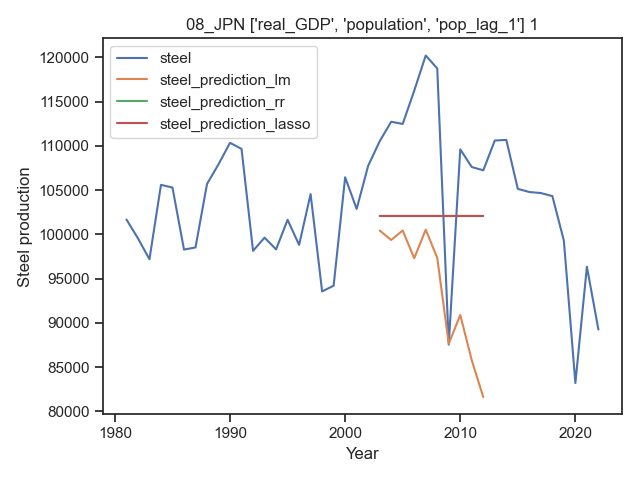 08_JPN ['real_GDP', 'population', 'pop_lag_1'] 1
steel
steel_prediction_lm
steel_prediction_rr
steel_prediction_lasso
Steel production
120000
115000
110000
105000
100000
95000
90000
85000
80000
1980
1990
2000
2010
2020
Year